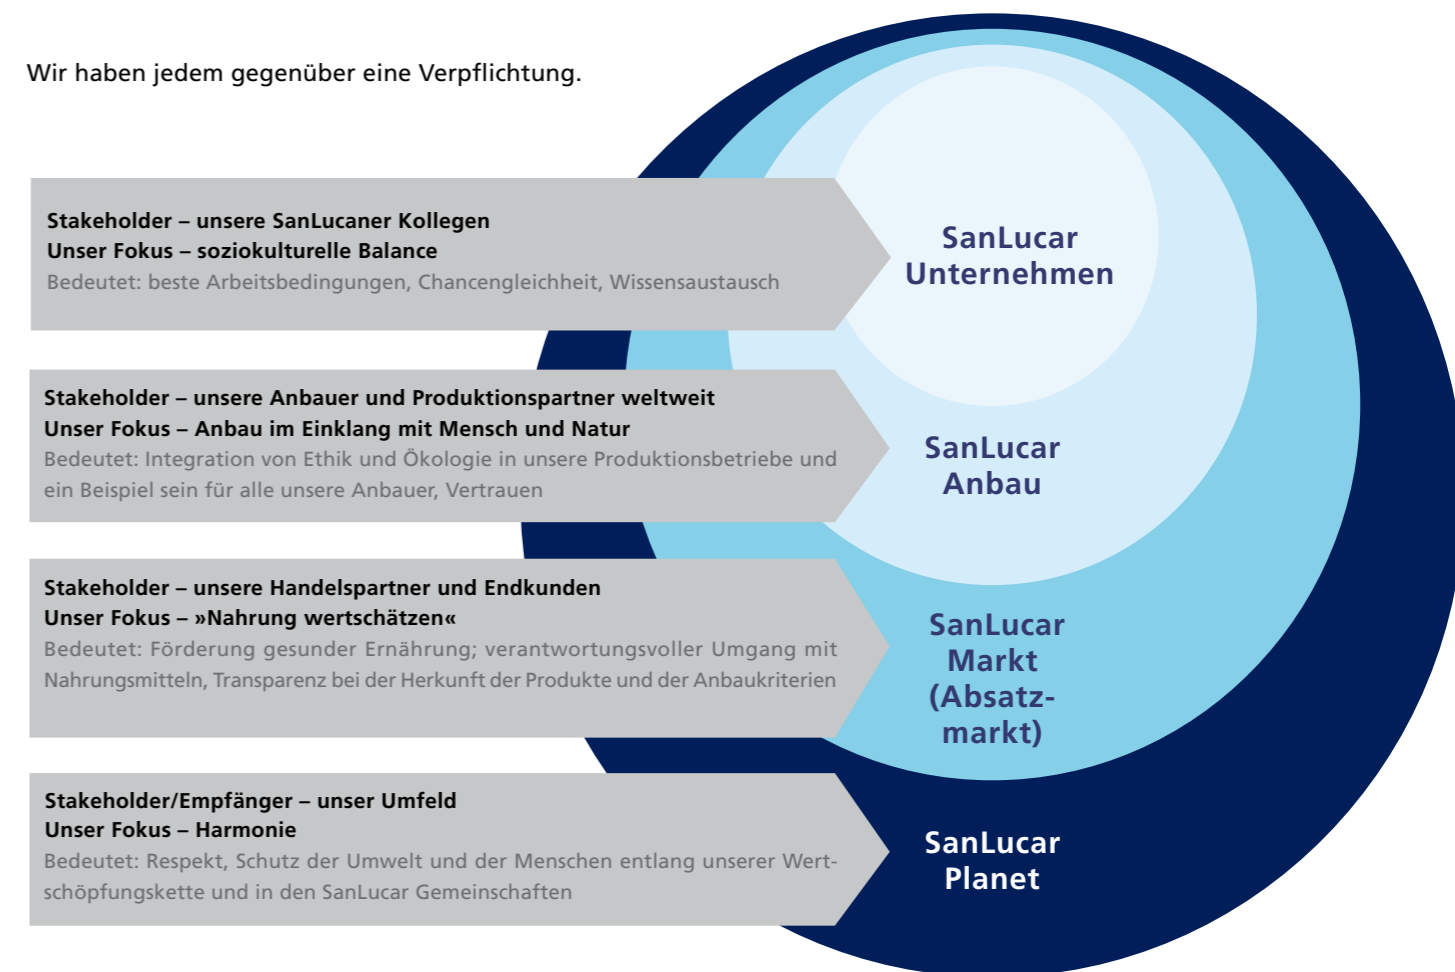 Wir haben jedem gegenüber eine Verpflichtung.
Stakeholder – unsere SanLucaner Kollegen
Unser Fokus – soziokulturelle Balance
Bedeutet: beste Arbeitsbedingungen, Chancengleichheit, Wissensaustausch
SanLucar
Unternehmen
Stakeholder – unsere Anbauer und Produktionspartner weltweit
Unser Fokus – Anbau im Einklang mit Mensch und Natur
Bedeutet: Integration von Ethik und Ökologie in unsere Produktionsbetriebe und
ein Beispiel sein für alle unsere Anbauer, Vertrauen
SanLucar
Anbau
Stakeholder – unsere Handelspartner und Endkunden
Unser Fokus – »Nahrung wertschätzen«
Bedeutet: Förderung gesunder Ernährung; verantwortungsvoller Umgang mit
Nahrungsmitteln, Transparenz bei der Herkunft der Produkte und der Anbaukriterien
SanLucar
Markt
(Absatz-
markt)
Stakeholder/Empfänger – unser Umfeld
Unser Fokus – Harmonie
Bedeutet: Respekt, Schutz der Umwelt und der Menschen entlang unserer Wert-
schöpfungskette und in den SanLucar Gemeinschaften
SanLucar
Planet